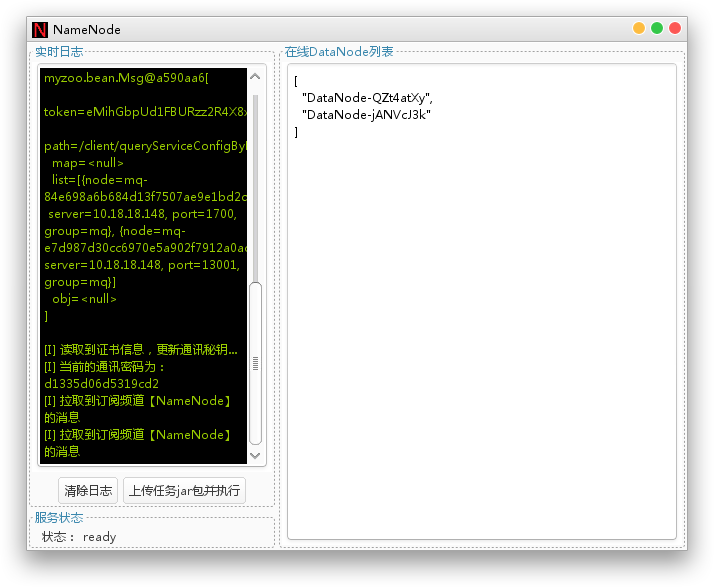 NameNode
实时日志
myzoo.bean.Msg@a590aa6[
token=eMihGbpUd1FBURzz2R4X8
path=/client/queryServiceConfigBy
map=<null>
list=[{node=mq-
84e698a6b684d13f7507ae9e1bd2
server=10.18.18.148, port=1700,
group=mq}, {node=mq-
e7d987d30cc6970e5a902f7912a0a
server=10.18.18.148, port=13001,
group=mq}]
obj=<null>
]
[I] 读取到证书信息，更新通讯秘钥...
[I] 当前的通讯密码为：
d1335d06d5319cd2
[I] 拉取到订阅频道【NameNode】
的消息
[I] 拉取到订阅频道【NameNode】
的消息
清除日志
上传任务jar包并执行
服务状态
状态： ready
在线DataNode列表
[
"DataNode-QZt4atXy",
"DataNode-jANVcJ3k"
]